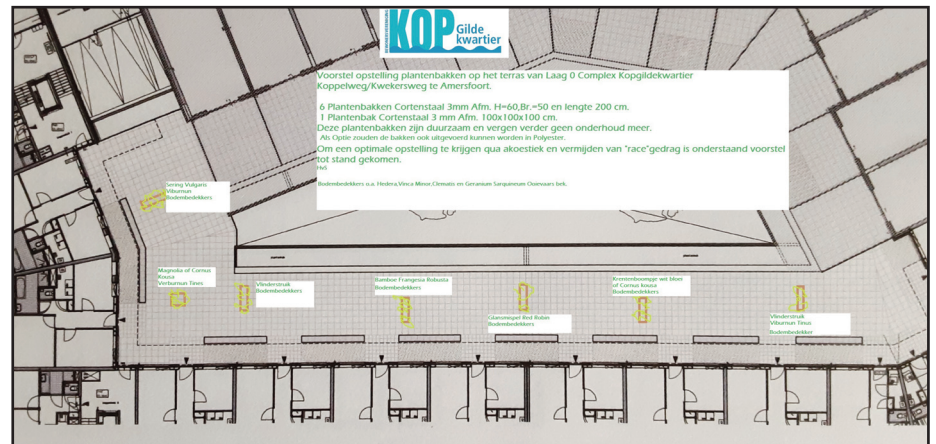 KOP
Gilde
kwartier
Voorstel opstelling plantenbakken op het terras van Laag 0 Complex Kopgildekwartier
Koppelweg/Kwekersweg te Amersfoort.
6 Plantenbakken Cortenstaal 3mm Afm. H=60,Br.=50 en lengte 200 cm.
1 Plantenbak Cortenstaal 3 mm Afm. 100x100x100 cm.
Deze plantenbakken zijn duurzaam en vergen verder geen onderhoud meer.
Als Optie zouden de bakken ook uitgevoerd kunnen worden in Polyester.
Om een optimale opstelling te krijgen qua akoestiek en vermijden van "race"gedrag is onderstaand voorstel
tot stand gekomen.
HvS
Bodembedekkers o.a. Hedera,Vinca Minor,Clematis en Geranium Sanquineum Ooievaars bek.
Sering Vulgaris
Viburnun
Bodembedekkers
Magnolia of Cornus
Kousa
Verburnun Tines
Vlinderstruik
Bodembedekkers
Bamboe Frangesia Robusta
Bodembedekkers
Glansmispel Red Robin
Bodembedekkers
Krentenboompje wit bloei
of Cornus kousa
Bodembedekkers
Vlinderstruik
Viburnus Tinus
Bodembedekker